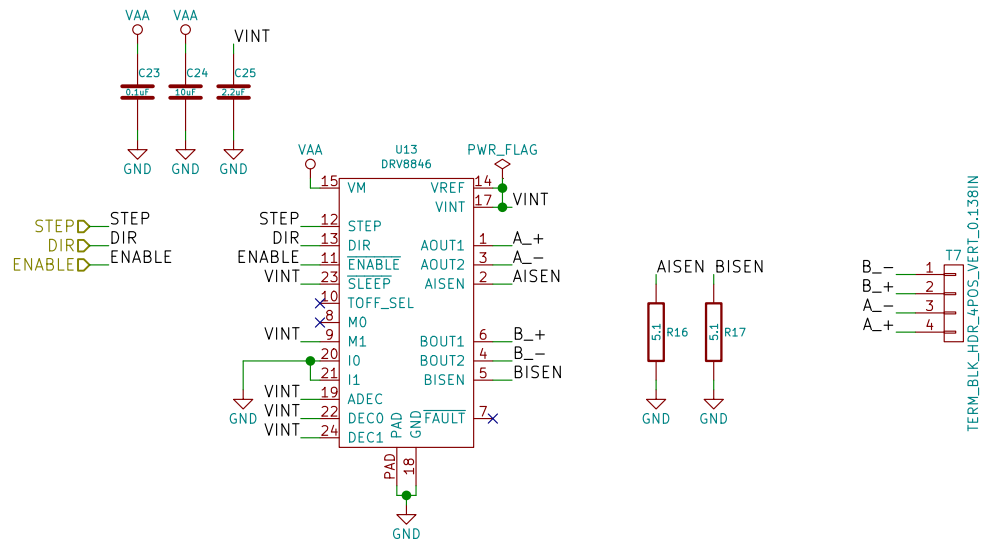 VAA
VAA
VINT
C23
0.1uF
C24
10uF
C25
2.2uF
GND
GND
GND
STEP
STEP
DIR
DIR
ENABLE
ENABLE
U13
DRV8846
VAA
PWR_FLAG
15
VM
VREF
14
VINT
17
VINT
STEP
12
STEP
DIR
13
DIR
AOUT1
1
A_+
ENABLE
11
ENABLE
AOUT2
3
A_-
VINT
23
SLEEP
AISEN
2
AISEN
10
TOFF_SEL
8
M0
VINT
9
M1
BOUT1
6
B_+
20
I0
BOUT2
4
B_-
21
I1
BISEN
5
BISEN
VINT
19
ADEC
VINT
22
DEC0
FAULT
7
VINT
24
DEC1
PAD
GND
PAD
18
GND
GND
AISEN
BISEN
5.1
R16
5.1
R17
GND
GND
T7
B_-
1
B_+
2
A_-
3
A_+
4
TERM_BLK_HDR_4POS_VERT_0.138IN